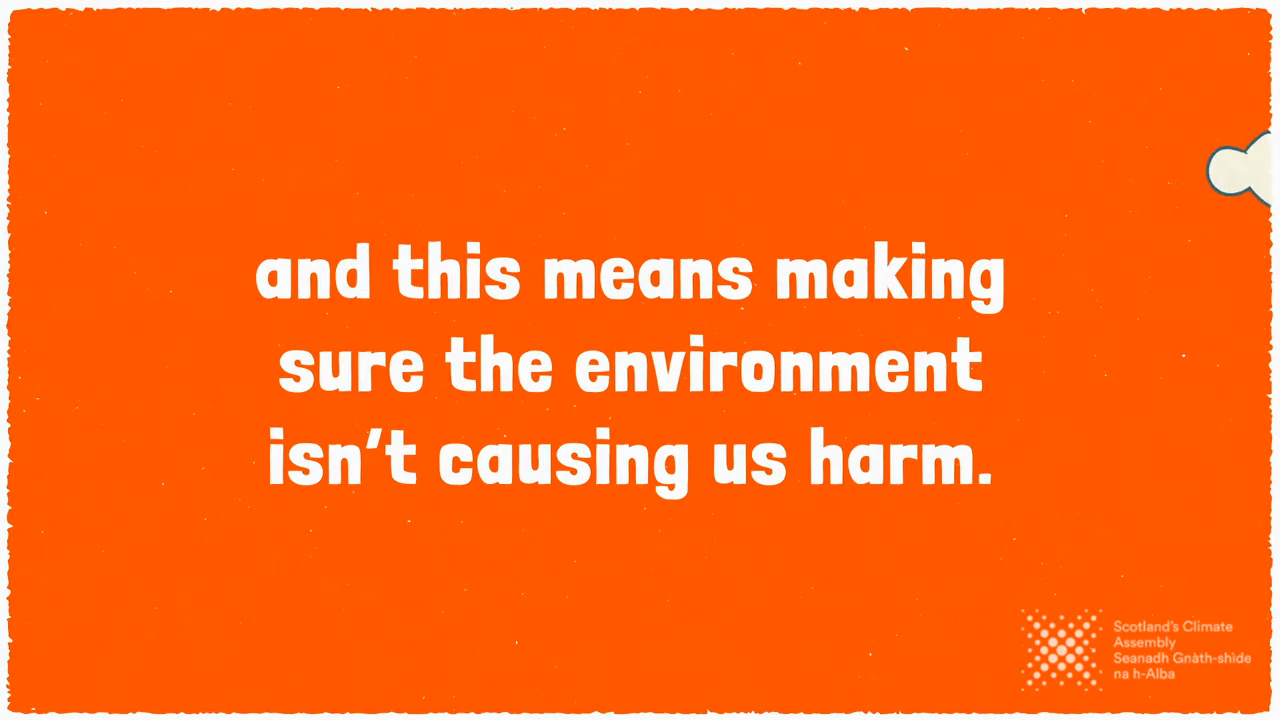 and this means making
sure the environment
isn't causing us harm.
Scotland's Climate
Assembly
Seanadh Gnàth-shìde
na h-Alba